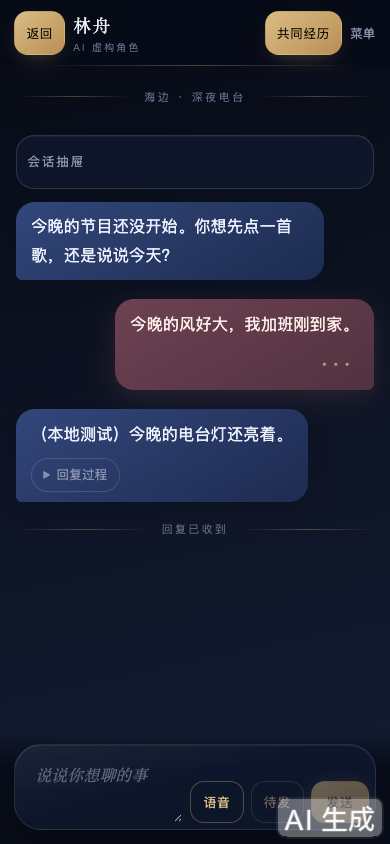 返回
林舟
AI 虚构角色
共同经历
菜单
海边 · 深夜电台
会话抽屉
今晚的节目还没开始。你想先点一首
歌，还是说说今天？
今晚的风好大，我加班刚到家。
···
（本地测试）今晚的电台灯还亮着。
▶ 回复过程
回复已收到
说说你想聊的事
语音
待发
发送
AI 生成